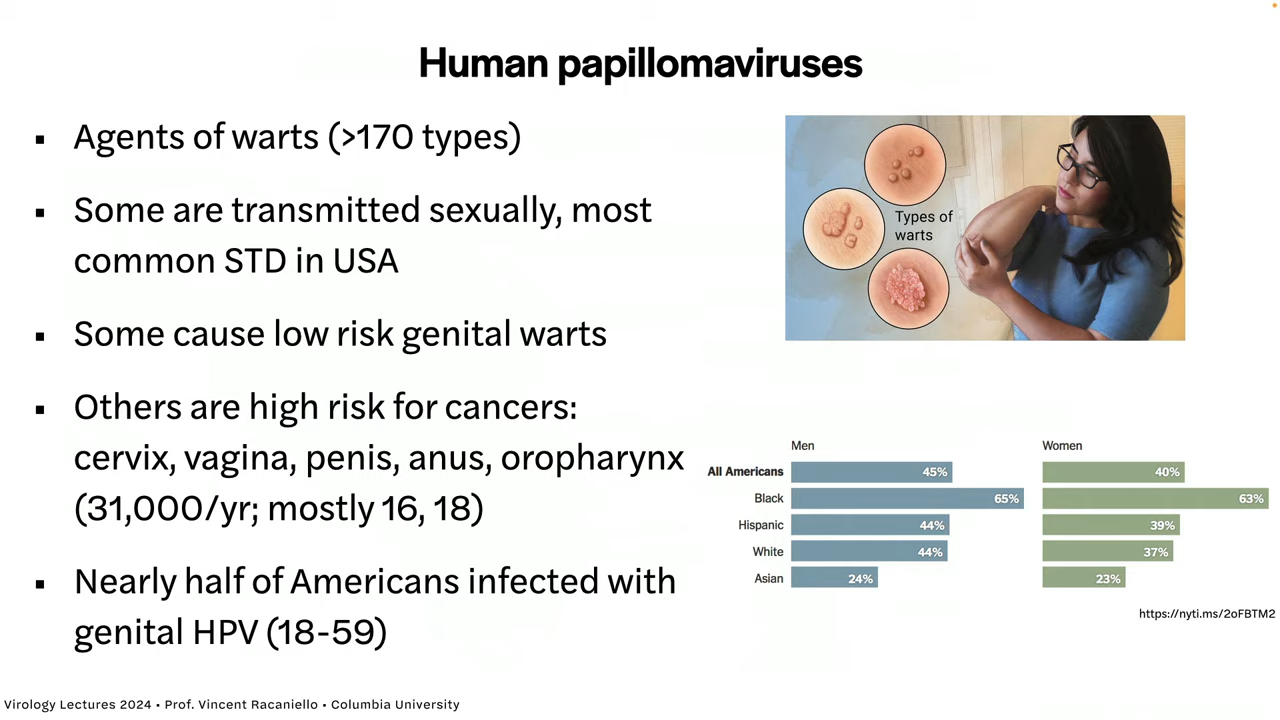 Human papillomaviruses
▪ Agents of warts (>170 types)
▪ Some are transmitted sexually, most
common STD in USA
▪ Some cause low risk genital warts
▪ Others are high risk for cancers:
cervix, vagina, penis, anus, oropharynx
(31,000/yr; mostly 16, 18)
▪ Nearly half of Americans infected with
genital HPV (18-59)
Types of
warts
Men Women
All Americans 45% 40%
Black 65% 63%
Hispanic 44% 39%
White 44% 37%
Asian 24% 23%
https://nyti.ms/2oFBTM2
Virology Lectures 2024 • Prof. Vincent Racaniello • Columbia University